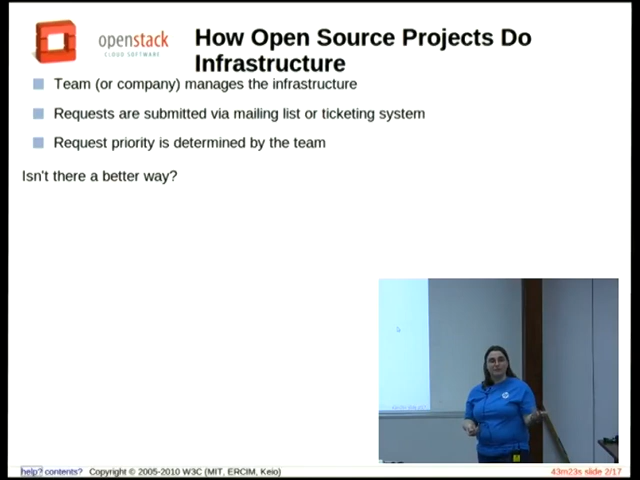 openstack
CLOUD SOFTWARE
How Open Source Projects Do
Infrastructure
Team (or company) manages the infrastructure
Requests are submitted via mailing list or ticketing system
Request priority is determined by the team
Isn't there a better way?
help? contents? Copyright © 2005-2010 W3C (MIT, ERCIM, Keio)
43m23s slide 2/17